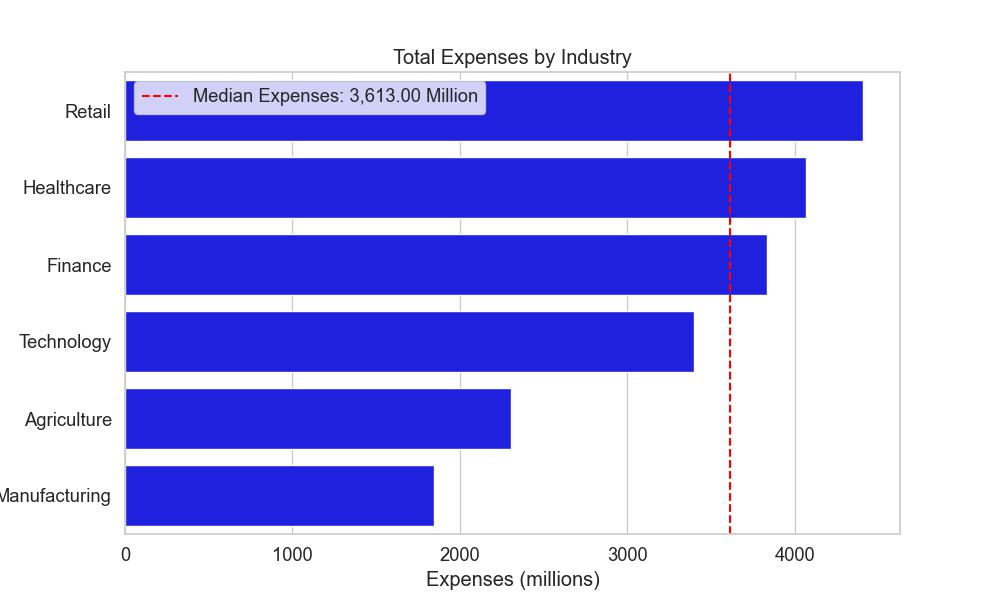 Total Expenses by Industry
Median Expenses: 3,613.00 Million
Retail
Healthcare
Finance
Technology
Agriculture
Manufacturing
0 1000 2000 3000 4000
Expenses (millions)